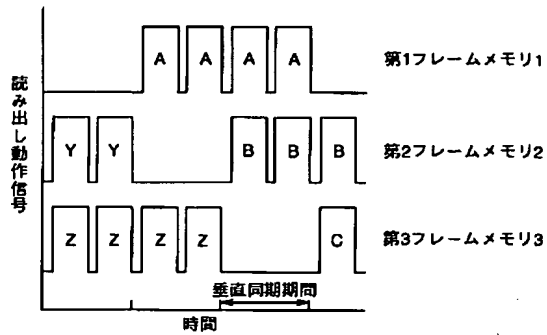 読み出し動作信号
A A A A
第1フレームメモリ1
Y Y B B B
第2フレームメモリ2
Z Z Z Z C
第3フレームメモリ3
垂直同期期間
時間